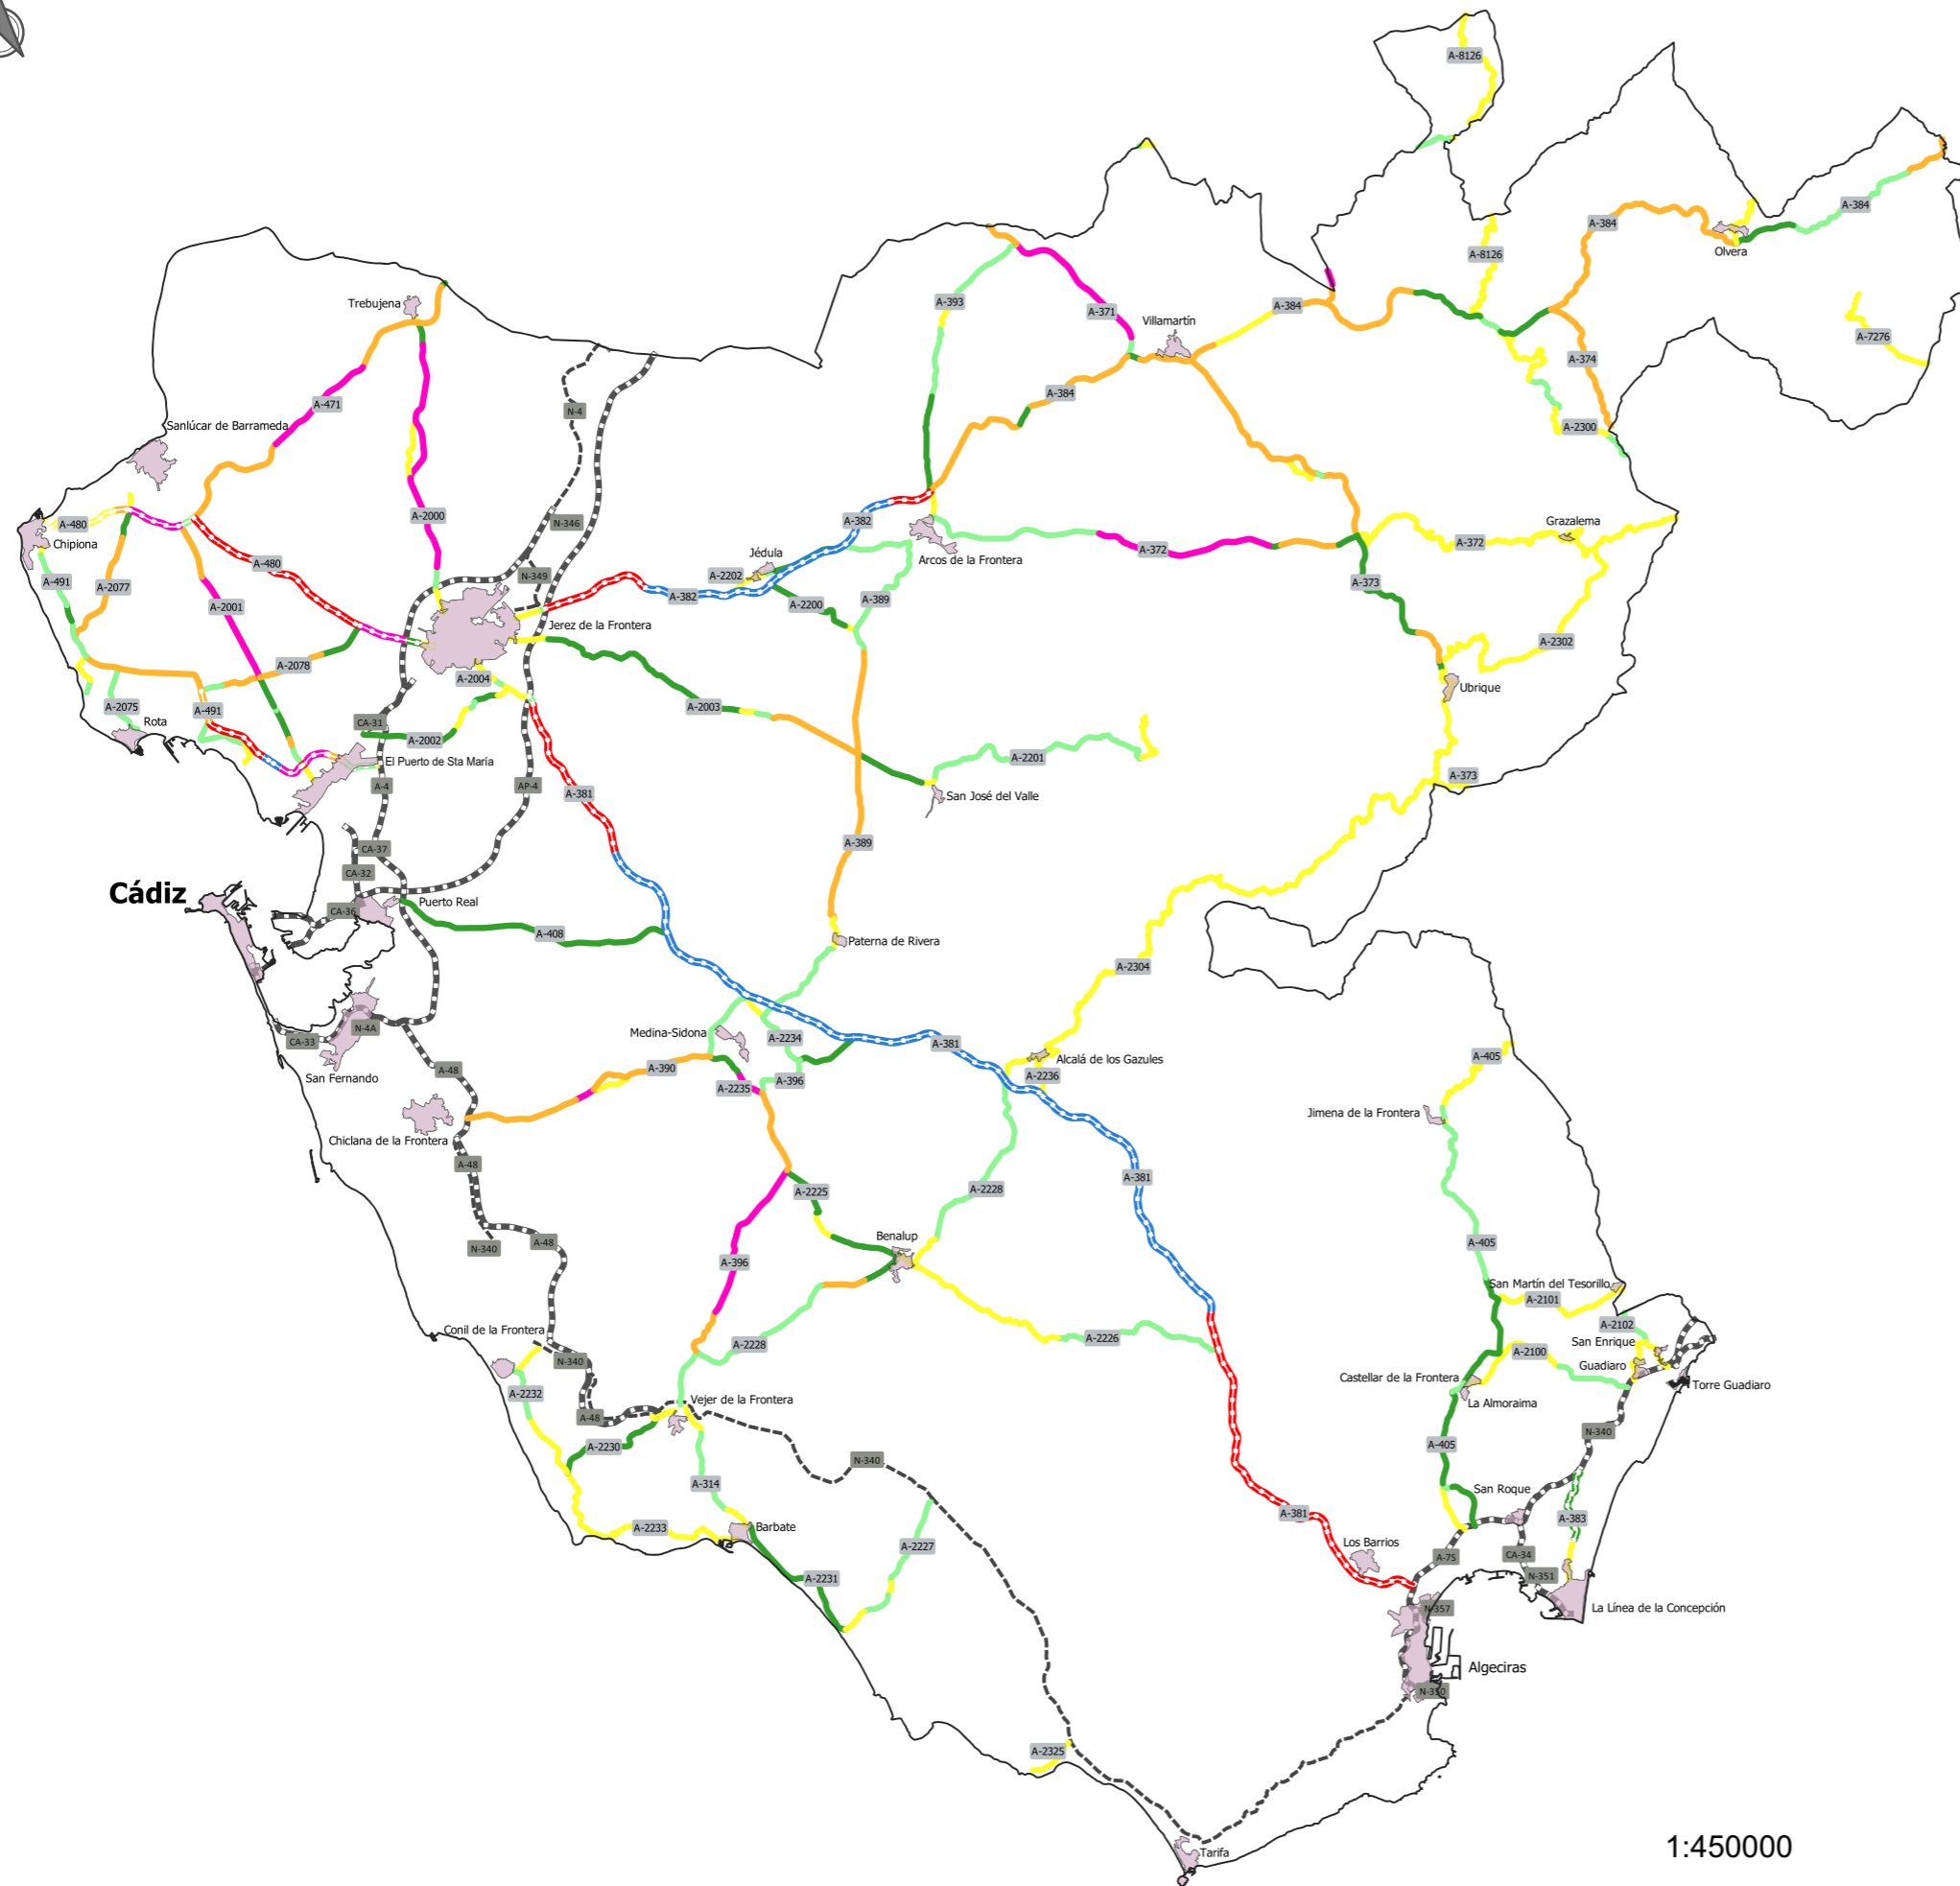 A-8126
A-384
A-384
Olvera
A-8126
A-393
Trebujena
A-371
A-384
Villamartín
A-7276
A-374
A-384
A-471
N-4
Sanlúcar de Barrameda
A-2300
A-2000
N-346
A-382
A-480
Chipiona
Grazalema
A-372
A-372
Arcos de la Frontera
Jédula
A-480
A-2202
N-349
A-491
A-2077
A-373
A-382
A-389
A-2200
A-2001
Jerez de la Frontera
A-2302
A-2078
A-2004
Ubrique
A-2075
A-491
A-2003
Rota
CA-31
A-2002
A-2201
El Puerto de Sta María
A-373
A-4
AP-4
A-381
San José del Valle
A-389
CA-37
CA-32
Cádiz
Puerto Real
CA-36
A-408
Paterna de Rivera
A-2304
N-4A
Medina-Sidona
A-2234
CA-33
A-381
Alcalá de los Gazules
A-405
A-48
A-390
San Fernando
A-2236
A-396
A-2235
Jimena de la Frontera
Chiclana de la Frontera
A-48
A-381
A-2225
A-2228
Benalup
A-48
A-405
N-340
A-396
San Martín del Tesorillo
A-2101
A-2102
Conil de la Frontera
A-2226
San Enrique
A-2228
A-2100
N-340
Guadiaro
Castellar de la Frontera
Torre Guadiaro
A-2232
Vejer de la Frontera
La Almoraima
A-48
N-340
A-2230
A-405
N-340
A-314
San Roque
A-381
A-383
Barbate
A-2233
Los Barrios
A-2227
CA-34
A-75
N-351
A-2231
N-357
La Línea de la Concepción
Algeciras
N-350
A-2325
1:450000
Tarifa